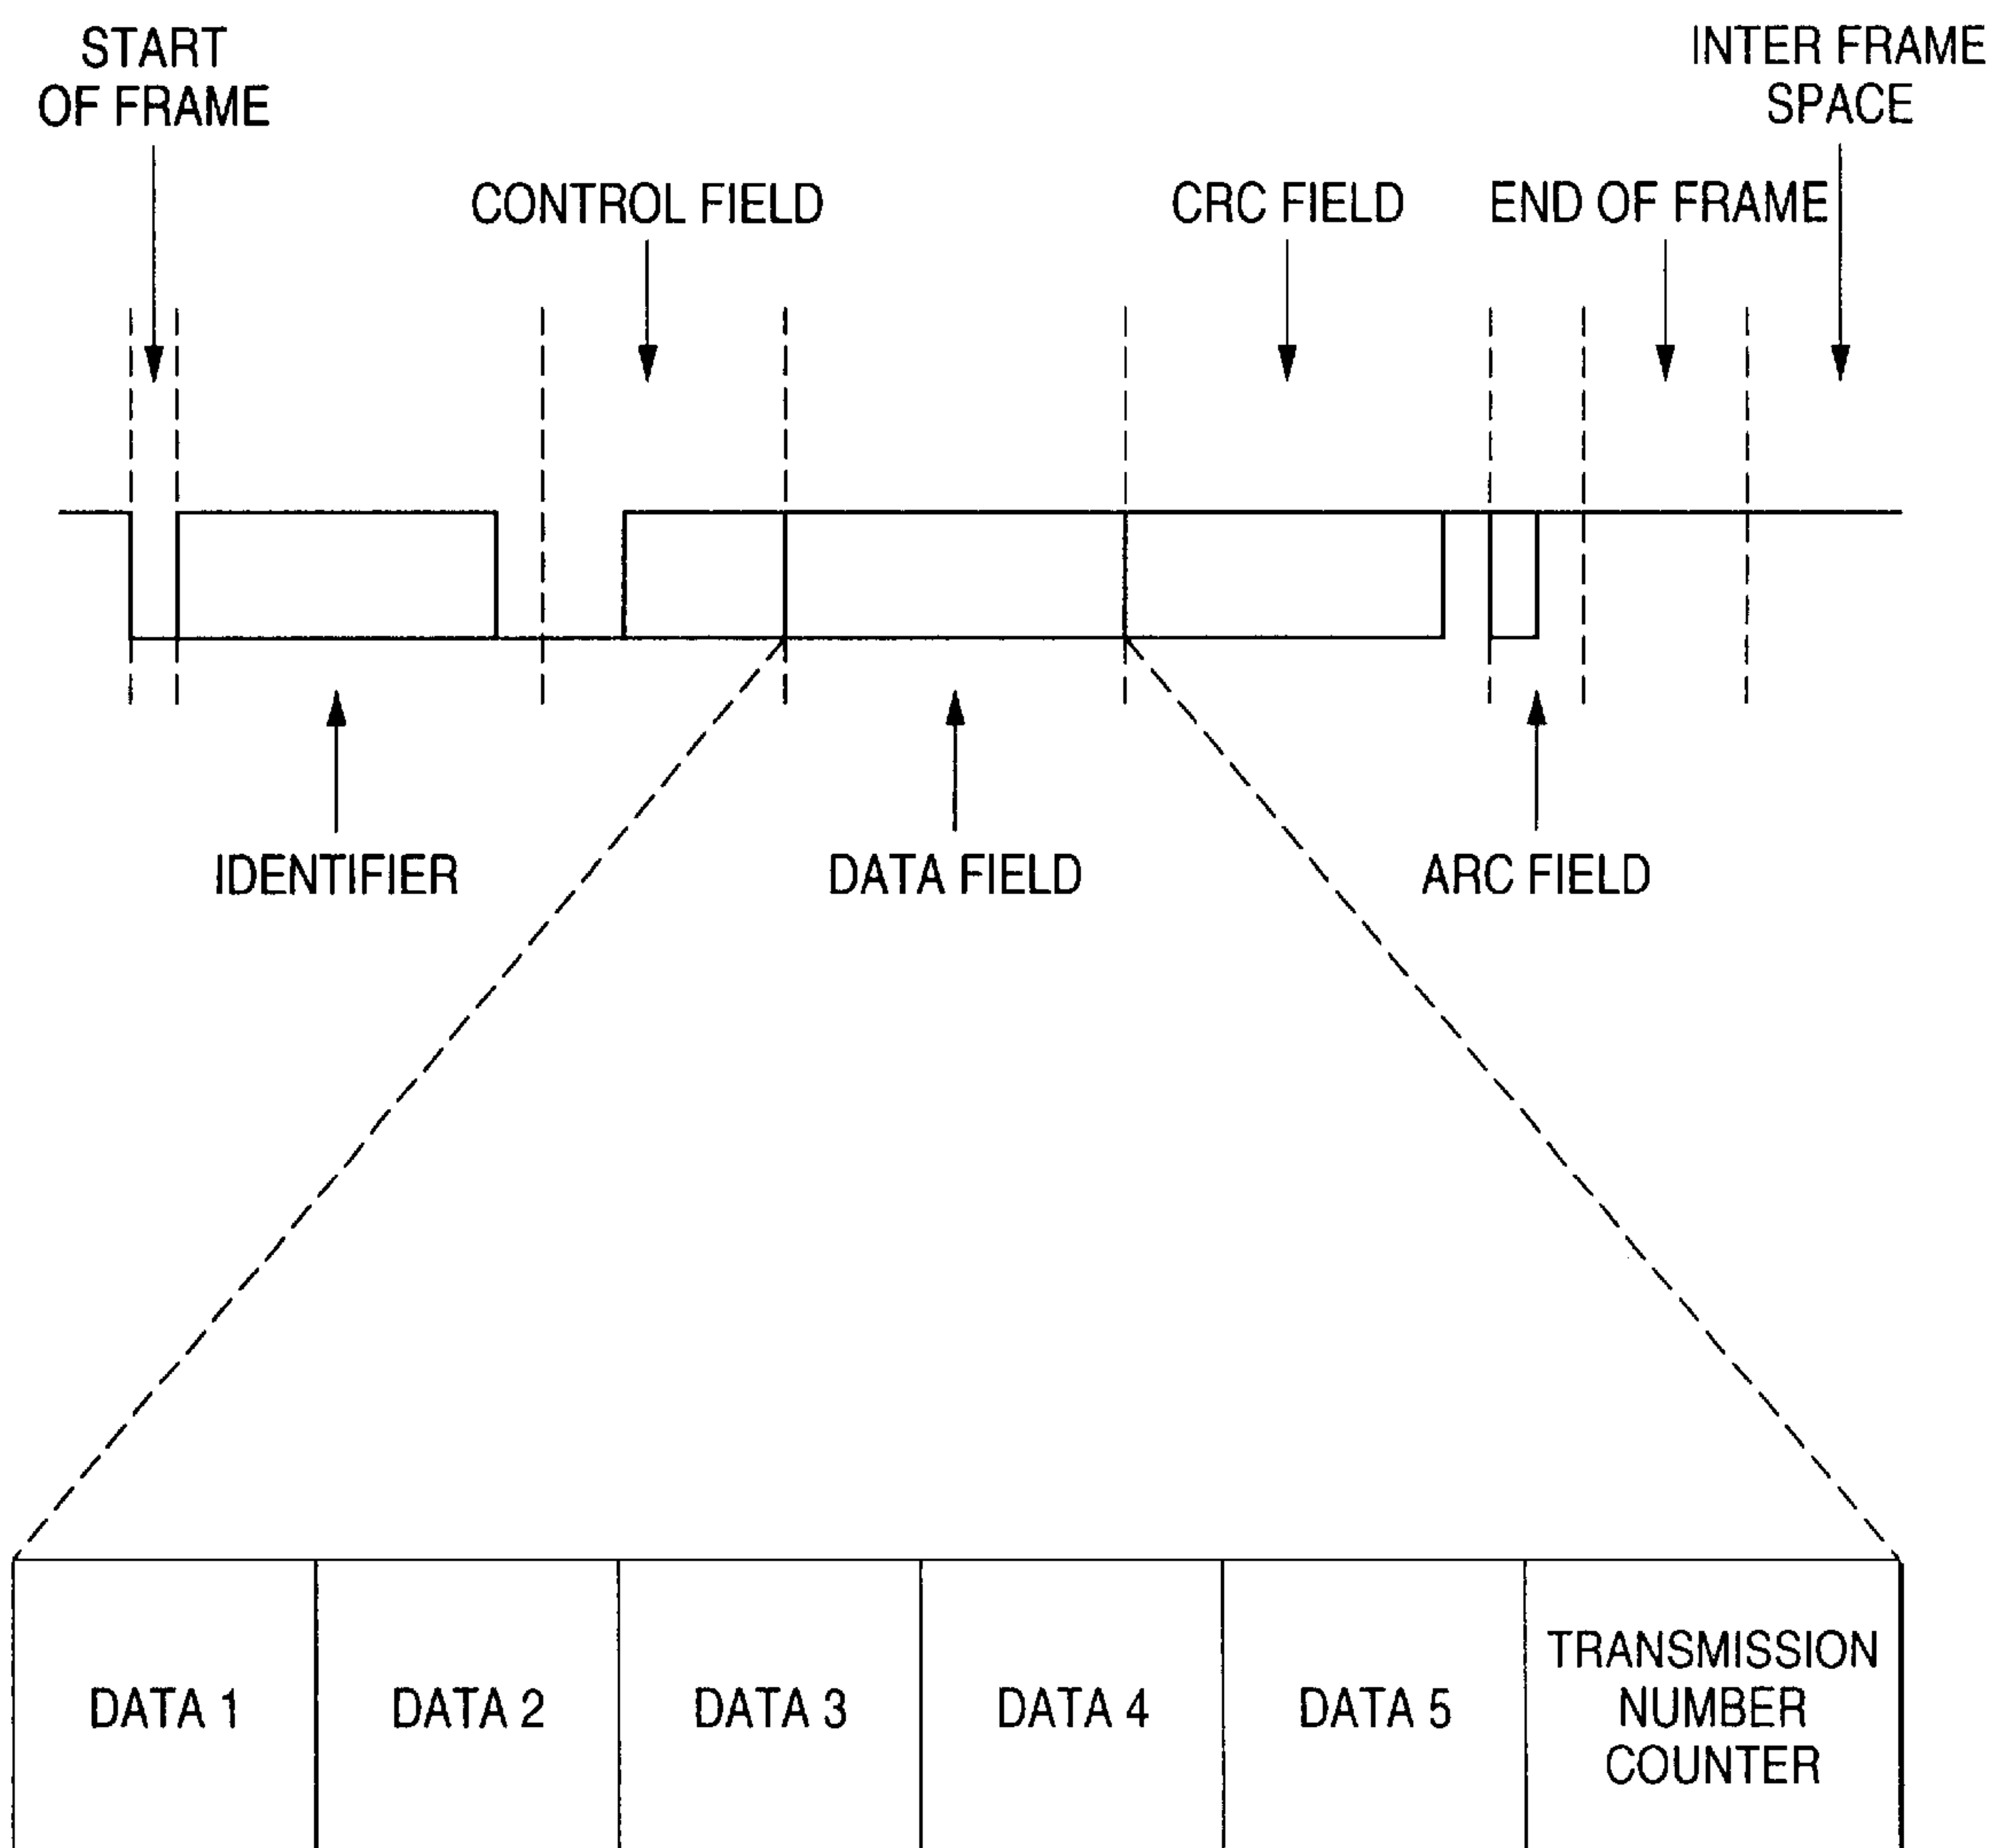 START
OF FRAME
INTER FRAME
SPACE
CONTROL FIELD
CRC FIELD
END OF FRAME
IDENTIFIER
DATA FIELD
ARC FIELD
DATA 1
DATA 2
DATA 3
DATA 4
DATA 5
TRANSMISSION
NUMBER
COUNTER